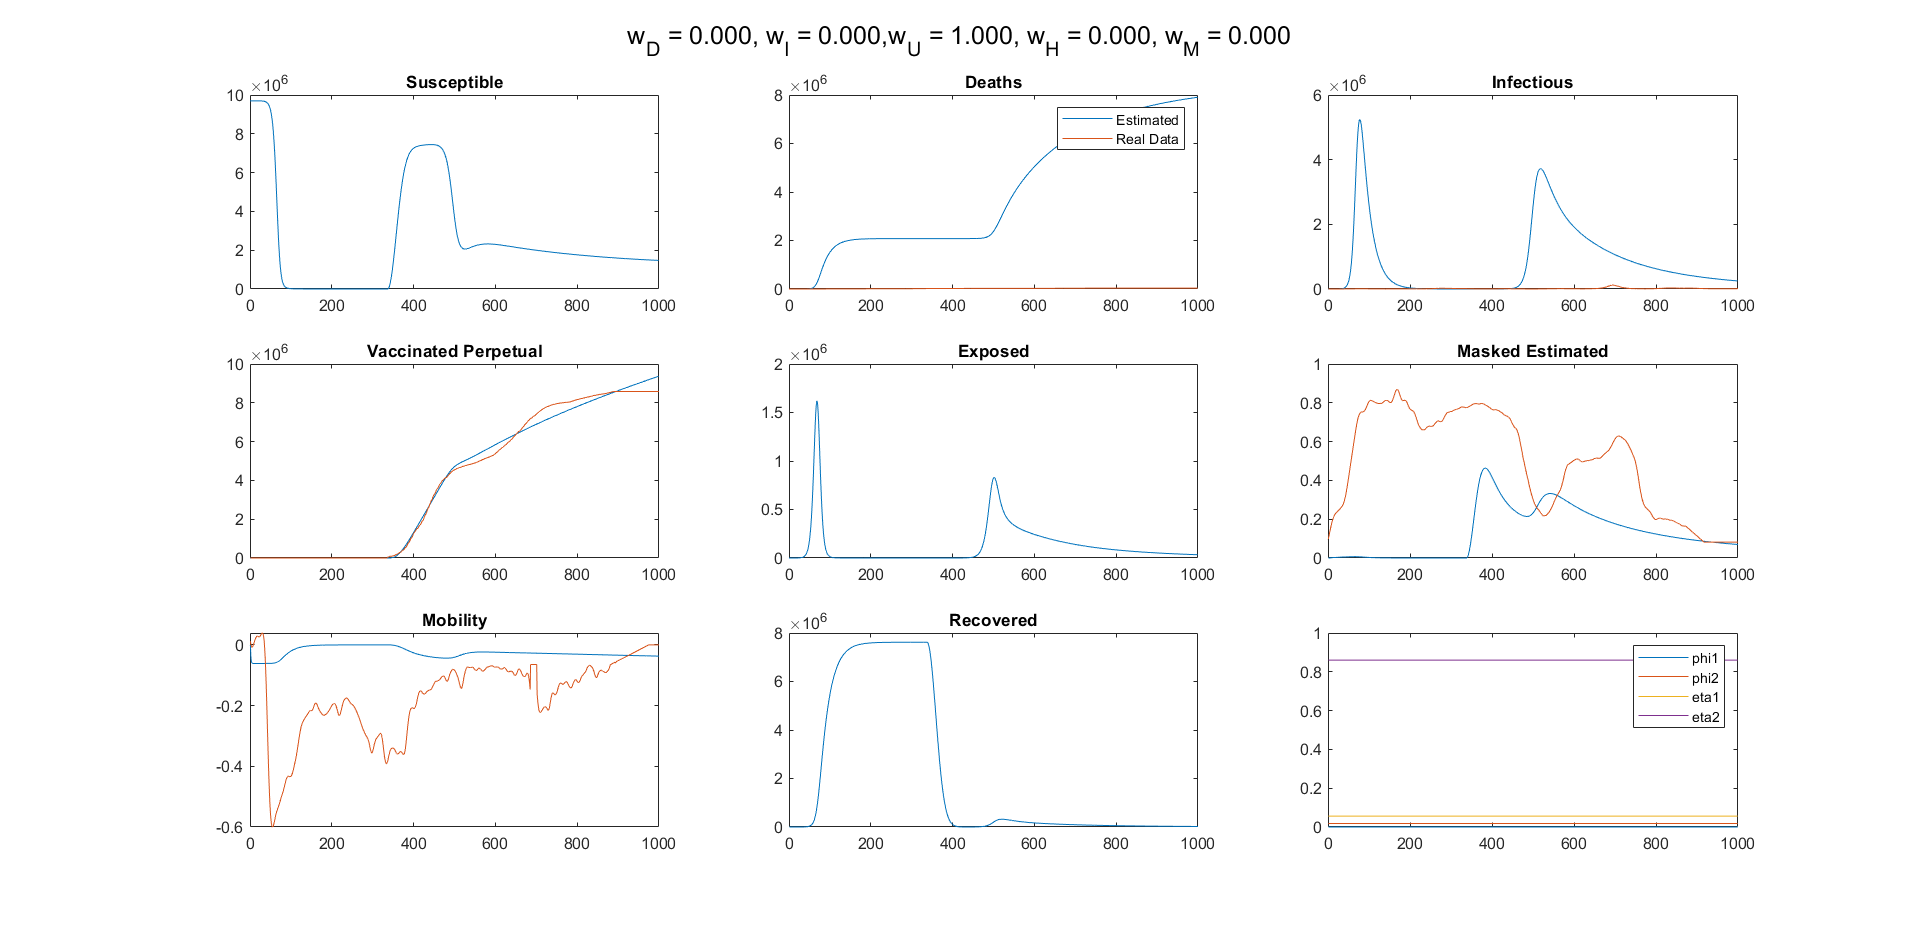 w_D = 0.000, w_I = 0.000,w_U = 1.000, w_H = 0.000, w_M = 0.000
Susceptible
×10^6
10
8
6
4
2
0
0 200 400 600 800 1000
Deaths
×10^6
8
6
4
2
0
Estimated
Real Data
0 200 400 600 800 1000
Infectious
×10^6
6
4
2
0
0 200 400 600 800 1000
Vaccinated Perpetual
×10^6
10
8
6
4
2
0
0 200 400 600 800 1000
Exposed
×10^6
2
1.5
1
0.5
0
0 200 400 600 800 1000
Masked Estimated
1
0.8
0.6
0.4
0.2
0
0 200 400 600 800 1000
Mobility
0
-0.2
-0.4
-0.6
0 200 400 600 800 1000
Recovered
×10^6
8
6
4
2
0
0 200 400 600 800 1000
1
0.8
0.6
0.4
0.2
0
phi1
phi2
eta1
eta2
0 200 400 600 800 1000